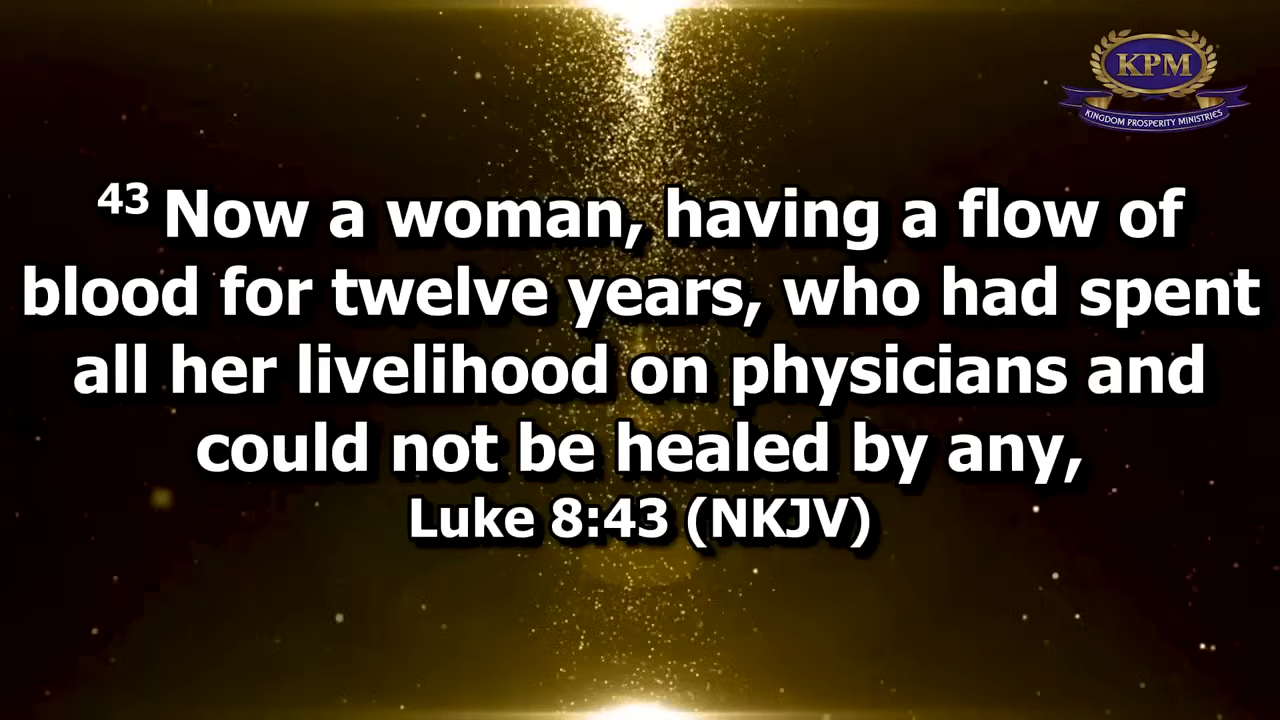 KPM
KINGDOM PROSPERITY MINISTRIES
43 Now a woman, having a flow of
blood for twelve years, who had spent
all her livelihood on physicians and
could not be healed by any,
Luke 8:43 (NKJV)